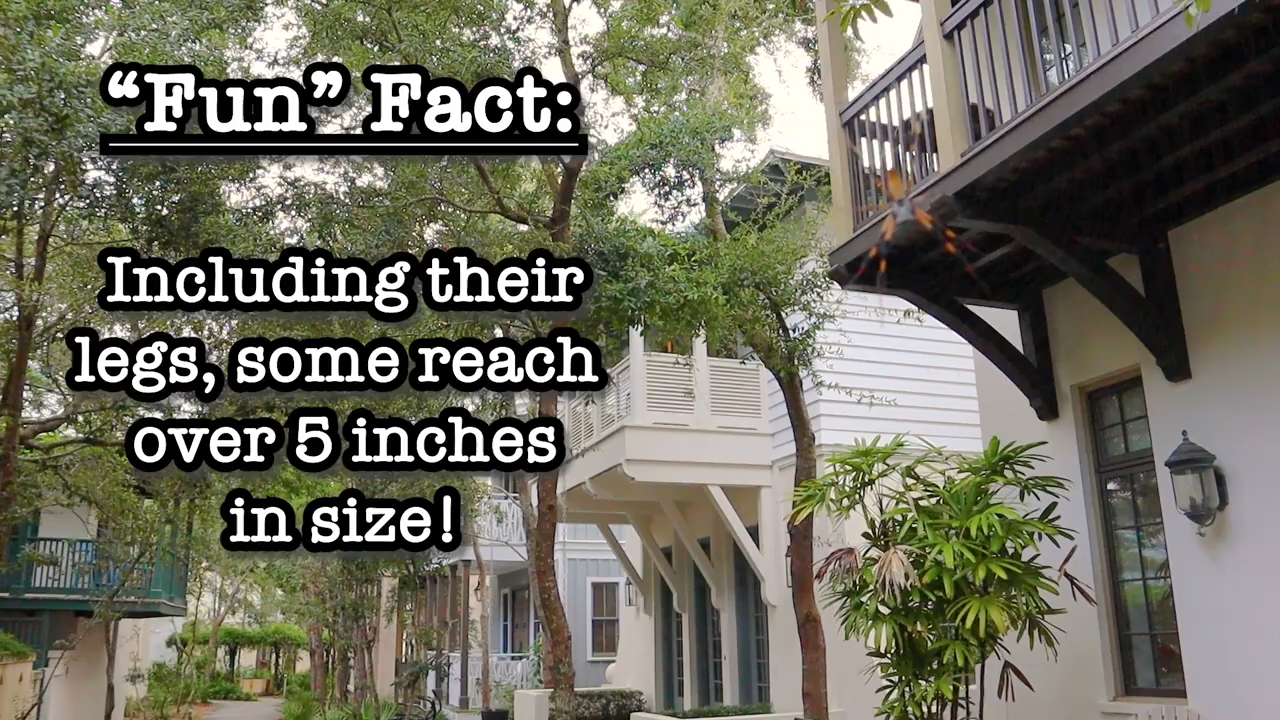 “Fun” Fact:
Including their
legs, some reach
over 5 inches
in size!